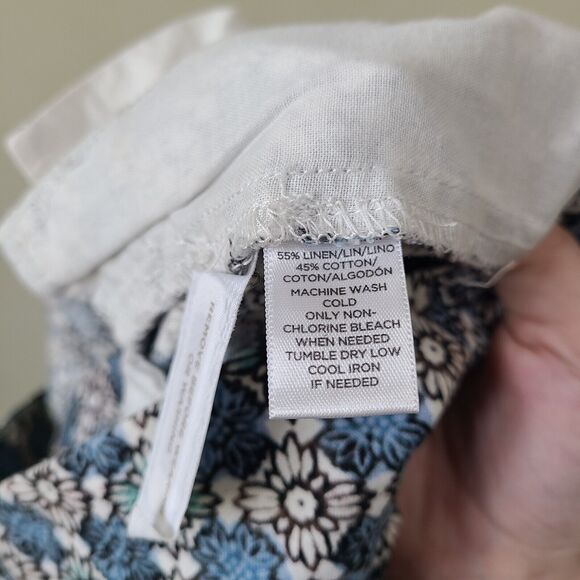 55% LINEN/LIN/LINO
45% COTTON/
COTON/ALGODÓN
MACHINE WASH
COLD
ONLY NON-
CHLORINE BLEACH
WHEN NEEDED
TUMBLE DRY LOW
COOL IRON
IF NEEDED
REMOVE